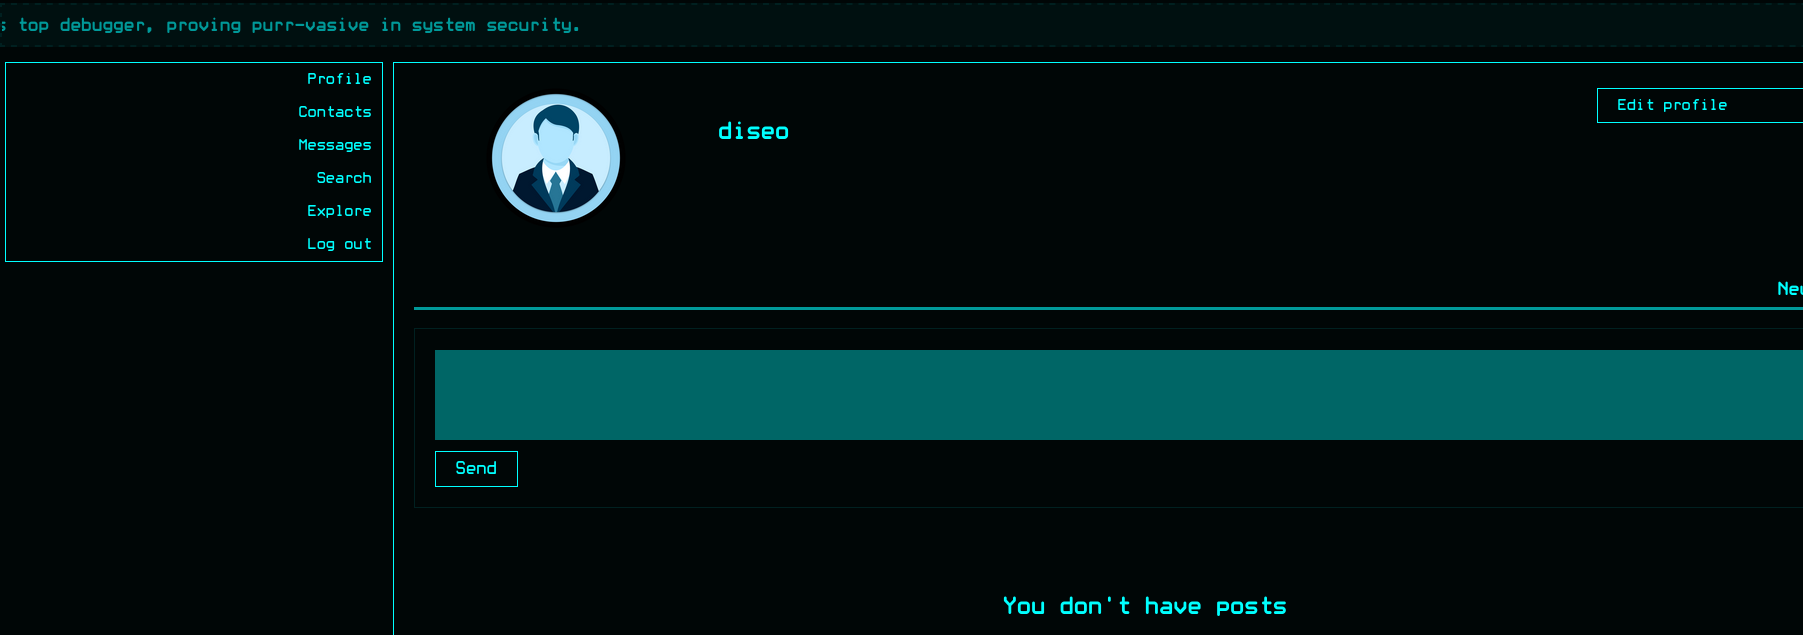 top debugger, proving purr-vasive in system security.
Profile
Contacts
Messages
Search
Explore
Log out
diseo
Edit profile
Send
You don't have posts